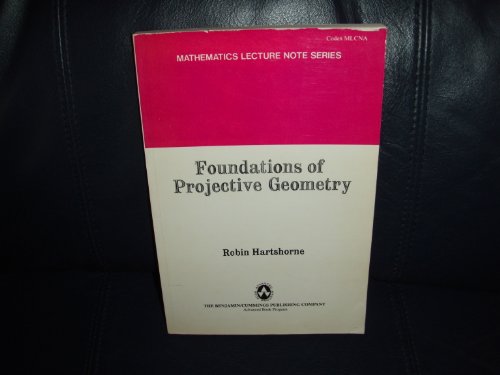 Coden MLCNA
MATHEMATICS LECTURE NOTE SERIES
Foundations of
Projective Geometry
Robin Hartshorne
THE BENJAMIN/CUMMINGS PUBLISHING COMPANY
Advanced Book Program